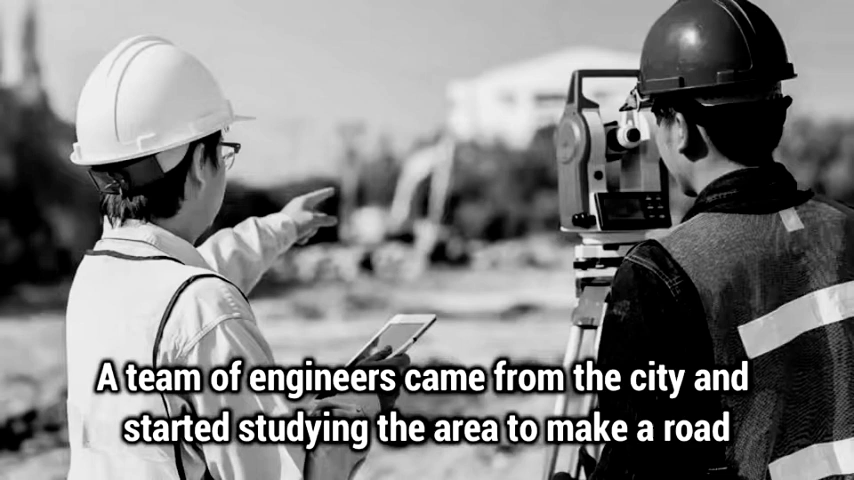 A team of engineers came from the city and
started studying the area to make a road